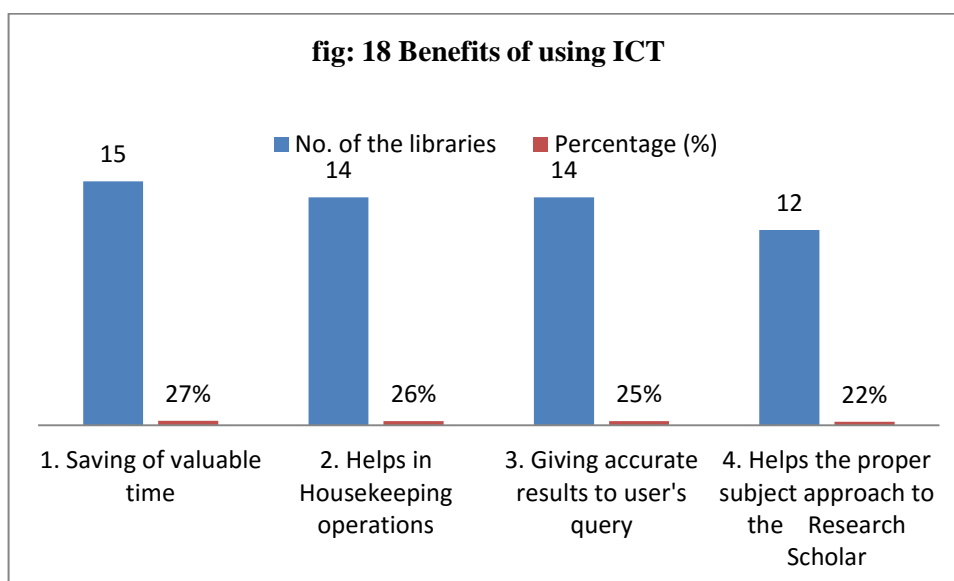 fig: 18 Benefits of using ICT
No. of the libraries Percentage (%)
15
14
14
12
27%
26%
25%
22%
1. Saving of valuable
time
2. Helps in
Housekeeping
operations
3. Giving accurate
results to user's
query
4. Helps the proper
subject approach to
the Research
Scholar